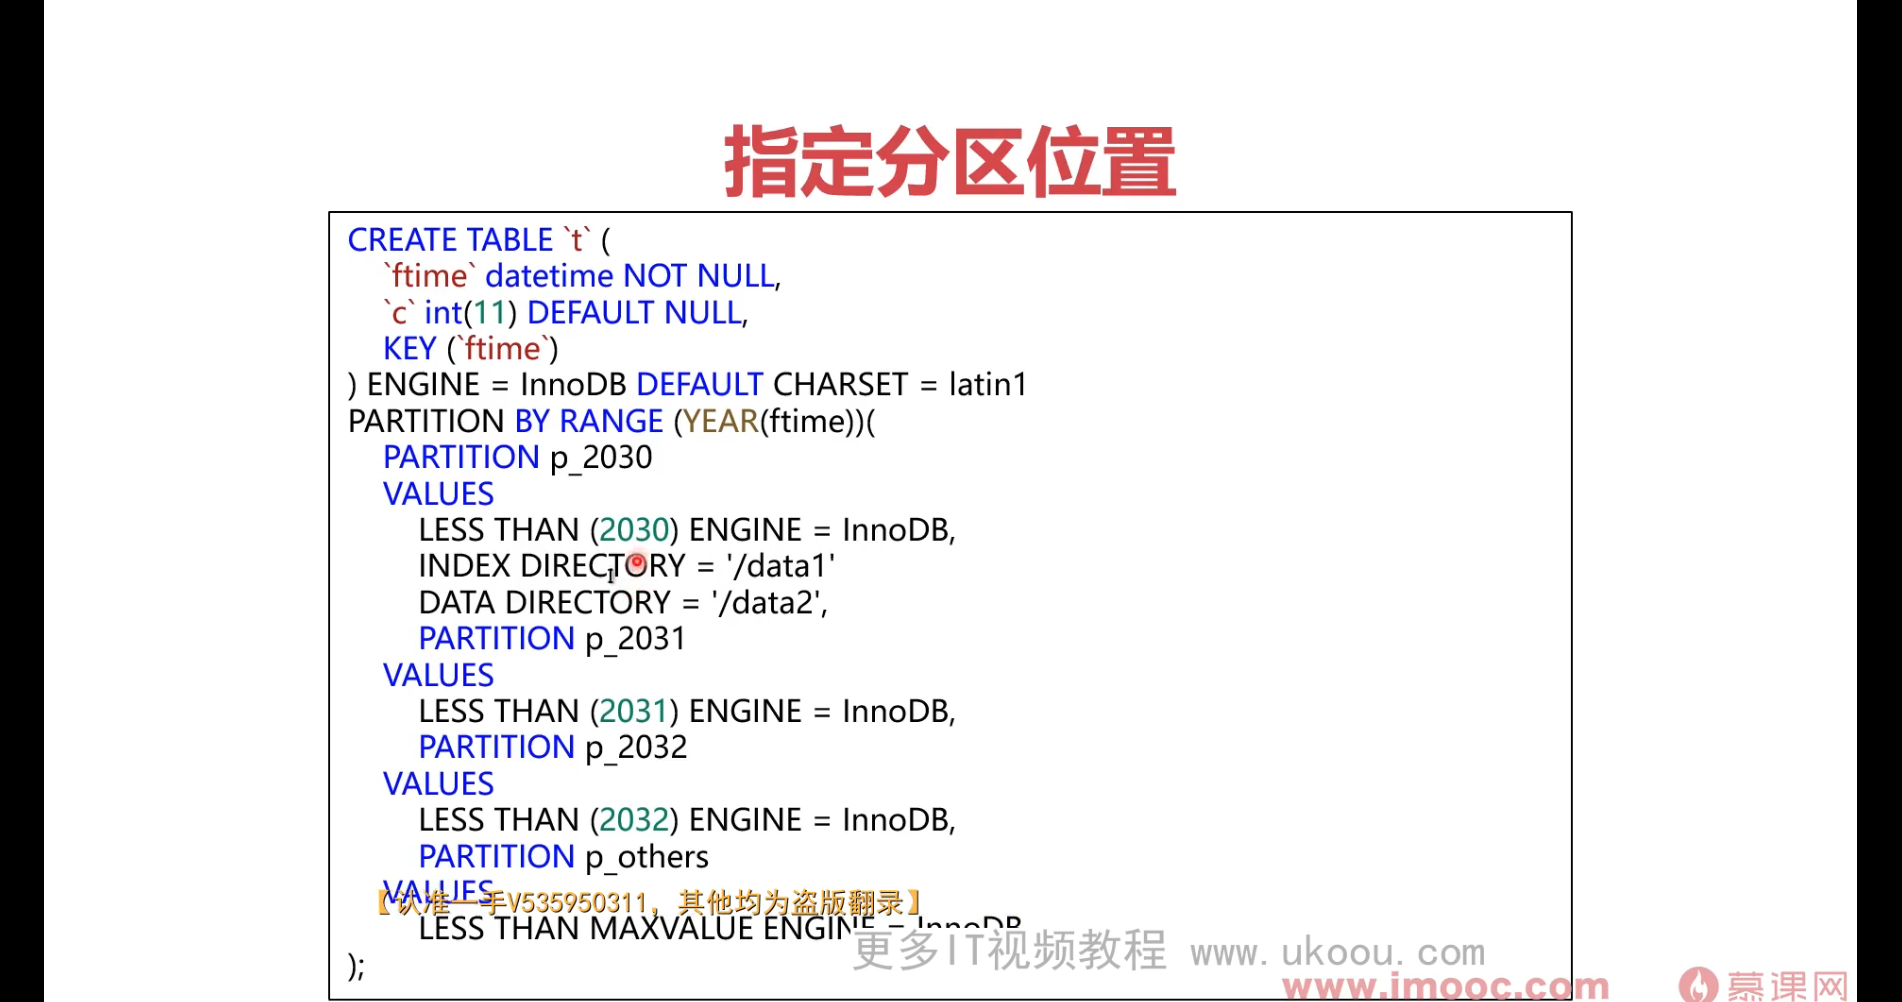 指定分区位置
CREATE TABLE `t` (
`ftime` datetime NOT NULL,
`c` int(11) DEFAULT NULL,
KEY (`ftime`)
) ENGINE = InnoDB DEFAULT CHARSET = latin1
PARTITION BY RANGE (YEAR(ftime))(
PARTITION p_2030
VALUES
LESS THAN (2030) ENGINE = InnoDB,
INDEX DIRECTORY = '/data1'
DATA DIRECTORY = '/data2',
PARTITION p_2031
VALUES
LESS THAN (2031) ENGINE = InnoDB,
PARTITION p_2032
VALUES
LESS THAN (2032) ENGINE = InnoDB,
PARTITION p_others
VALUES
【认准一手V535950311，其他均为盗版翻录】
LESS THAN MAXVALUE ENGINE = InnoDB
更多IT视频教程 www.ukoou.com
);
www.imooc.com 慕课网